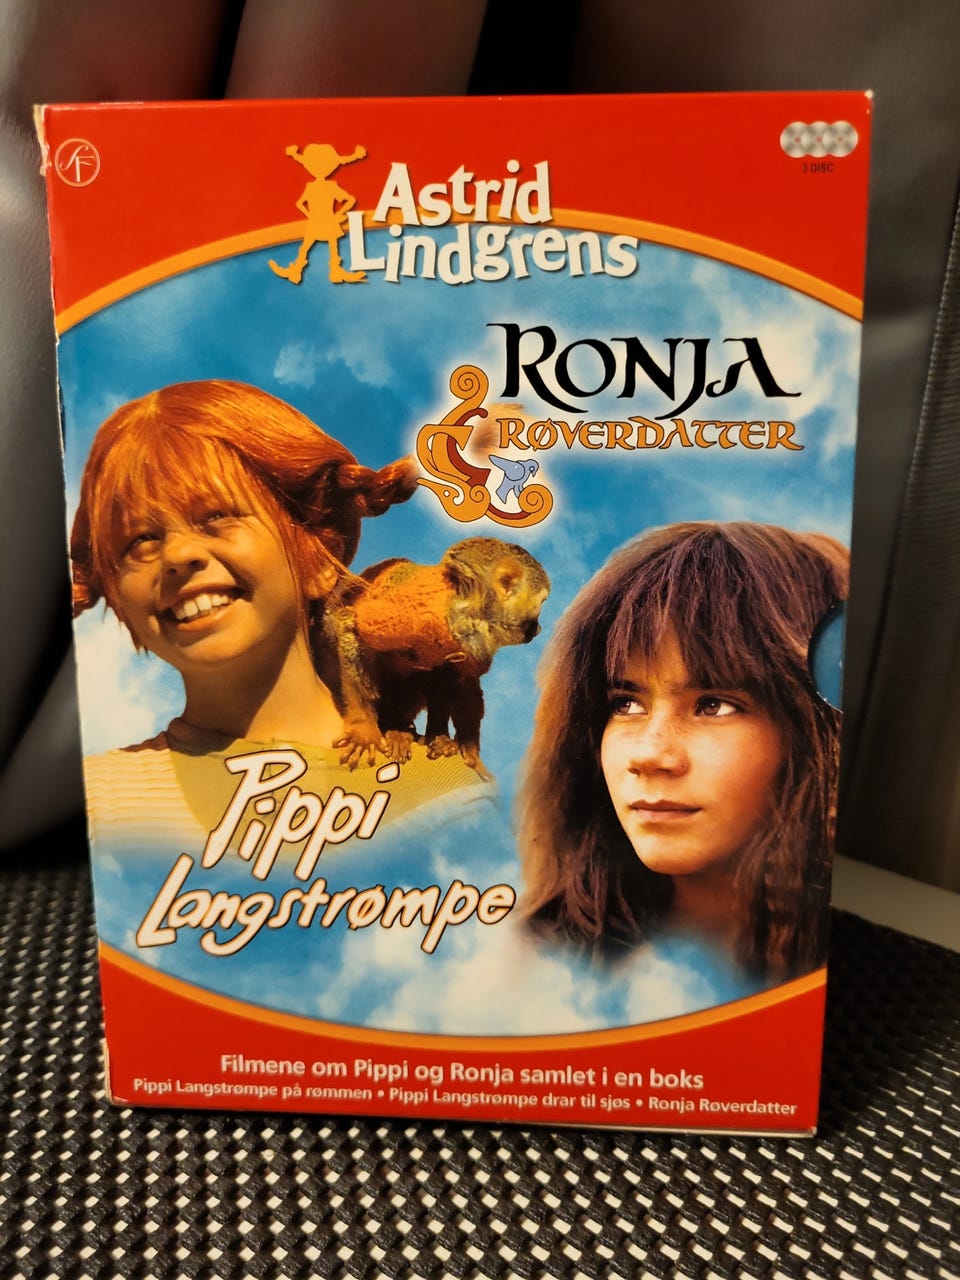 SF
3 DISC
Astrid
Lindgrens
RONJA
RØVERDATTER
Pippi
Langstrømpe
Filmene om Pippi og Ronja samlet i en boks
Pippi Langstrømpe på rømmen • Pippi Langstrømpe drar til sjøs • Ronja Røverdatter